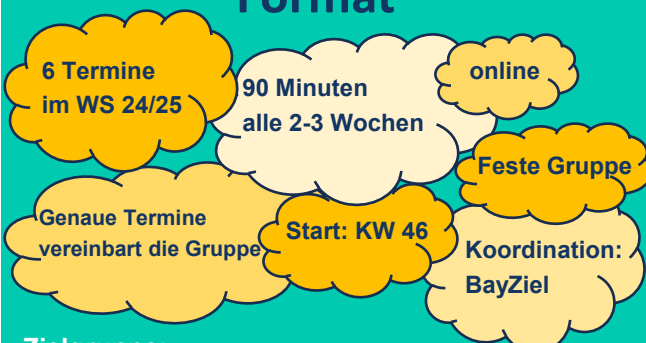 Format
6 Termine
im WS 24/25
90 Minuten
alle 2-3 Wochen
online
Feste Gruppe
Genaue Termine
vereinbart die Gruppe
Start: KW 46
Koordination:
BayZiel
Zielgruppe